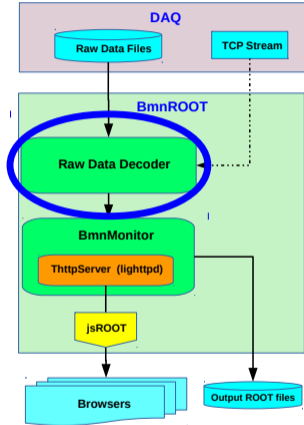 DAQ
Raw Data Files
TCP Stream
BmnROOT
Raw Data Decoder
BmnMonitor
ThttpServer (lighttpd)
jsROOT
Browsers
Output ROOT files